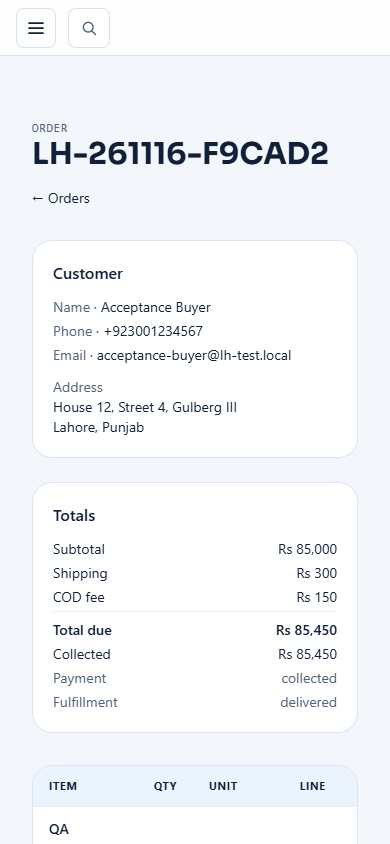 ORDER
LH-261116-F9CAD2
← Orders
Customer
Name · Acceptance Buyer
Phone · +923001234567
Email · acceptance-buyer@lh-test.local
Address
House 12, Street 4, Gulberg III
Lahore, Punjab
Totals
Subtotal Rs 85,000
Shipping Rs 300
COD fee Rs 150
Total due Rs 85,450
Collected Rs 85,450
Payment collected
Fulfillment delivered
ITEM QTY UNIT LINE
QA